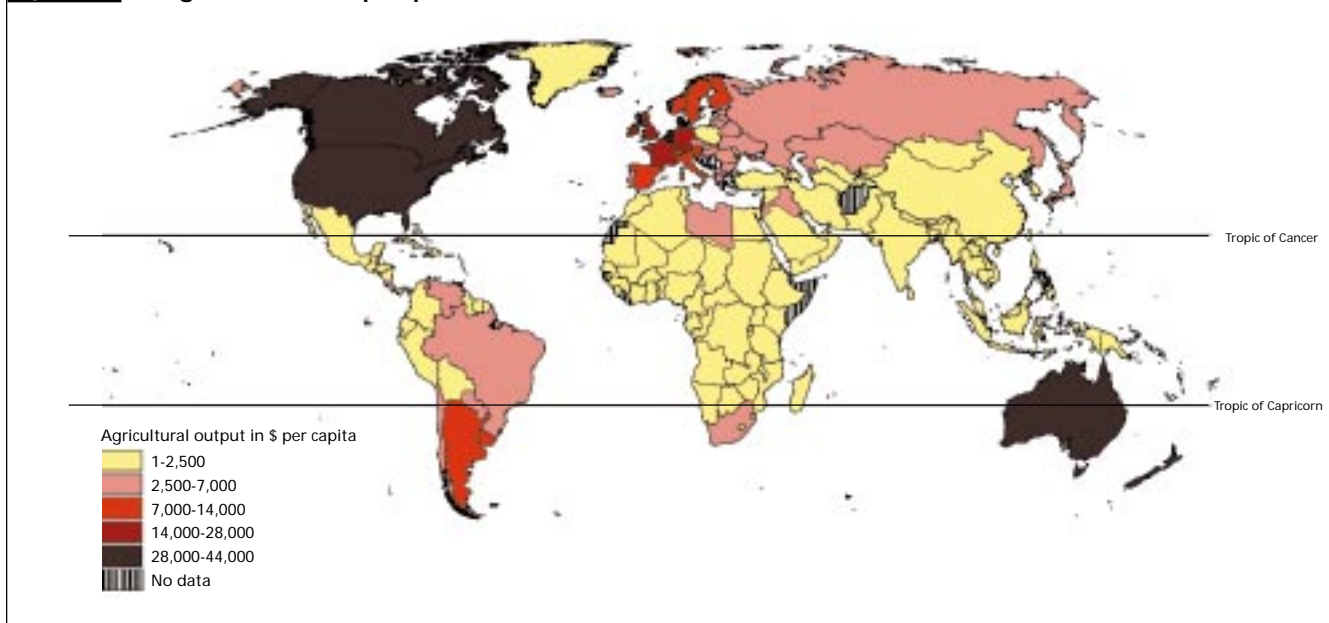 Tropic of Cancer
Tropic of Capricorn
Agricultural output in $ per capita
1-2,500
2,500-7,000
7,000-14,000
14,000-28,000
28,000-44,000
No data